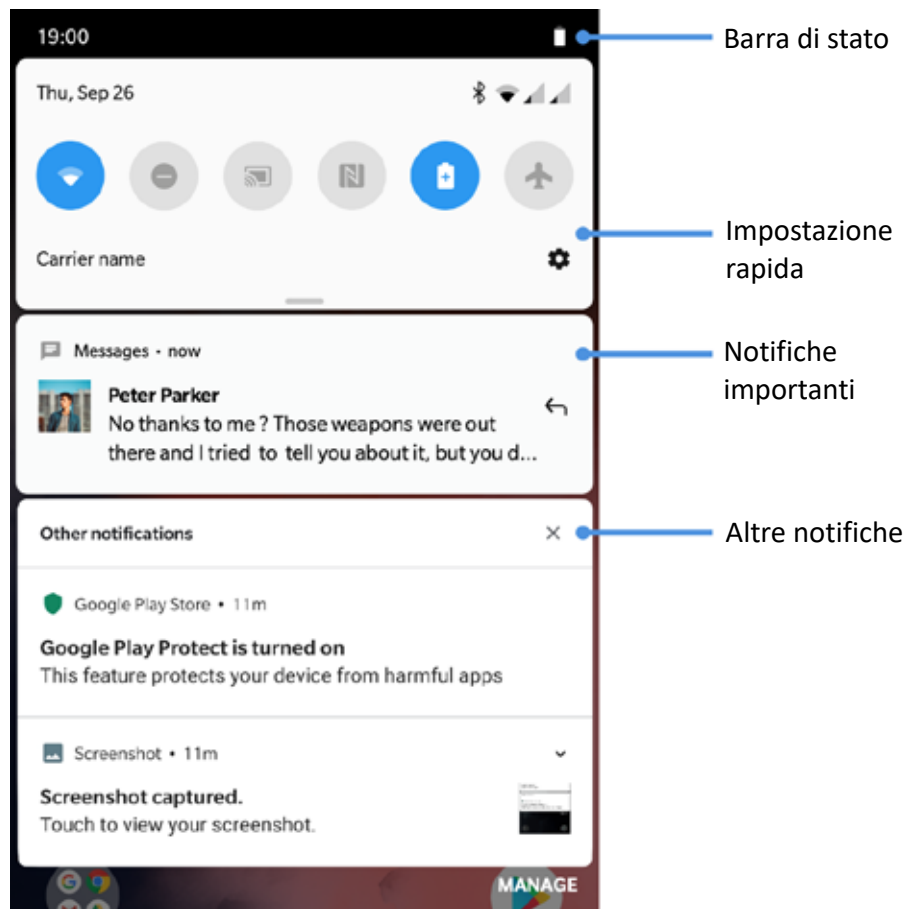 19:00
Barra di stato
Thu, Sep 26
Impostazione
rapida
Carrier name
Messages · now
Notifiche
importanti
Peter Parker
No thanks to me ? Those weapons were out
there and I tried to tell you about it, but you d...
Other notifications
Altre notifiche
Google Play Store • 11m
Google Play Protect is turned on
This feature protects your device from harmful apps
Screenshot • 11m
Screenshot captured.
Touch to view your screenshot.
MANAGE